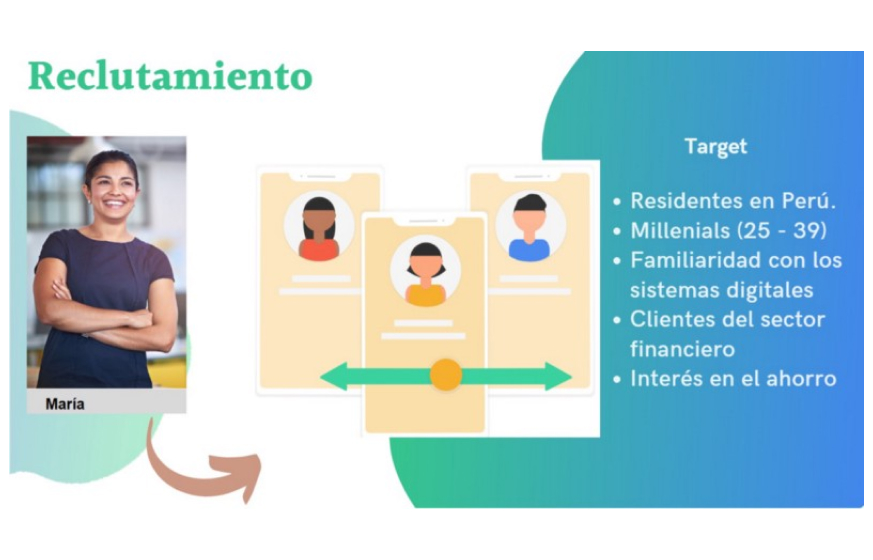 Reclutamiento
María
Target
• Residentes en Perú.
• Millenials (25 - 39)
• Familiaridad con los
sistemas digitales
• Clientes del sector
financiero
• Interés en el ahorro